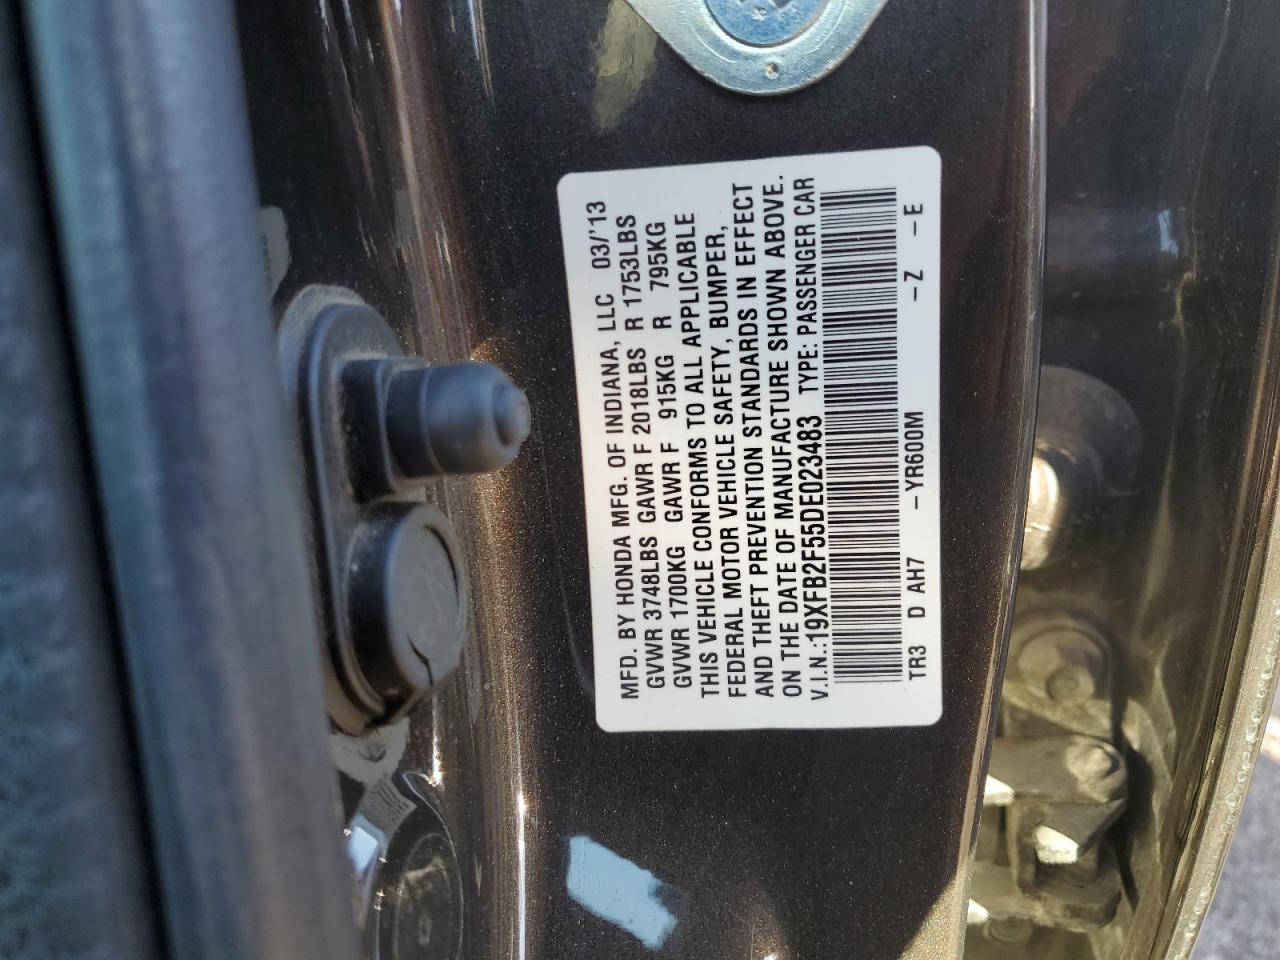 MFD. BY HONDA MFG. OF INDIANA, LLC 03/'13
GVWR 3748LBS GAWR F 2018LBS R 1753LBS
GVWR 1700KG GAWR F 915KG R 795KG
THIS VEHICLE CONFORMS TO ALL APPLICABLE
FEDERAL MOTOR VEHICLE SAFETY, BUMPER,
AND THEFT PREVENTION STANDARDS IN EFFECT
ON THE DATE OF MANUFACTURE SHOWN ABOVE.
V.I.N.:19XFB2F55DE023483 TYPE: PASSENGER CAR
TR3 D AH7 - YR600M - Z - E